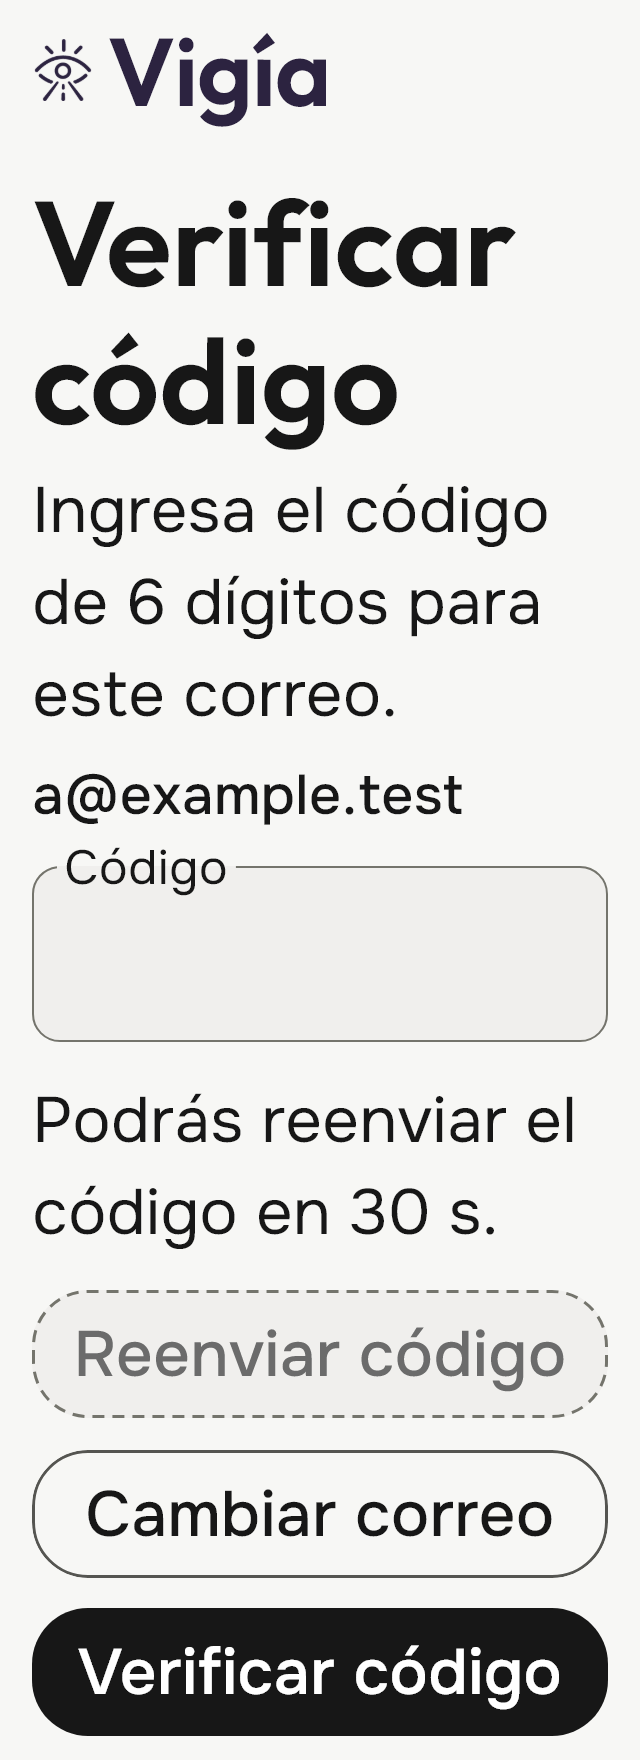 Vigía
Verificar
código
Ingresa el código
de 6 dígitos para
este correo.
a@example.test
Código
Podrás reenviar el
código en 30 s.
Reenviar código
Cambiar correo
Verificar código